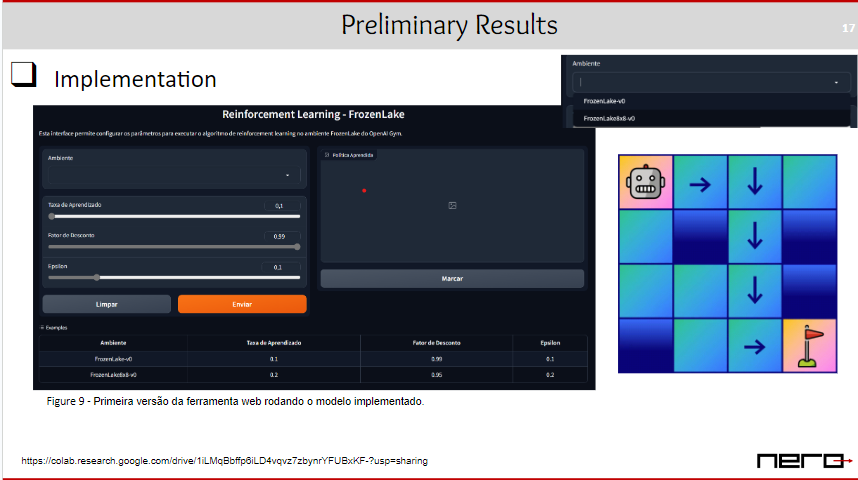 Preliminary Results
17
Implementation
Ambiente
FrozenLake-v0
FrozenLake8x8-v0
Reinforcement Learning - FrozenLake
Esta interface permite configurar os parâmetros para executar o algoritmo de reinforcement learning no ambiente FrozenLake do OpenAI Gym.
Ambiente
Política Aprendida
Taxa de Aprendizado
0,1
Fator de Desconto
0,99
Epsilon
0,1
Marcar
Limpar
Enviar
Examples
Ambiente Taxa de Aprendizado Fator de Desconto Epsilon
FrozenLake-v0 0.1 0.99 0.1
FrozenLake8x8-v0 0.2 0.95 0.2
Figure 9 - Primeira versão da ferramenta web rodando o modelo implementado.
https://colab.research.google.com/drive/1iLMqBbffp6iLD4vqvz7zbynrYFUBxKF-?usp=sharing
nero